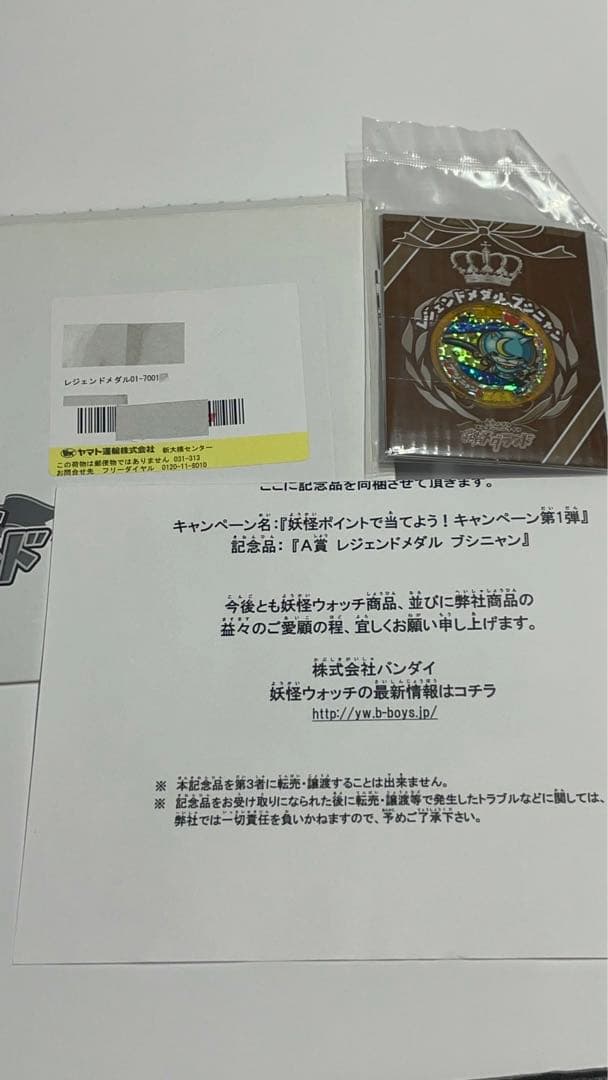 レジェンドメダル ブシニャン
レジェンドメダル01-7001
ヤマト運輸株式会社 新大橋センター
この荷物は郵便物ではありません 031-313
お問合せ先 フリーダイヤル 0120-11-8010
ここに記念品を同梱させて頂きます。
キャンペーン名：『妖怪ポイントで当てよう！キャンペーン第1弾』
記念品：『A賞 レジェンドメダル ブシニャン』
今後とも妖怪ウォッチ商品、並びに弊社商品の
益々のご愛顧の程、宜しくお願い申し上げます。
株式会社バンダイ
妖怪ウォッチの最新情報はコチラ
http://yw.b-boys.jp/
※ 本記念品を第3者に転売・譲渡することは出来ません。
※ 記念品をお受け取りになられた後に転売・譲渡等で発生したトラブルなどに関しては、
弊社では一切責任を負いかねますので、予めご了承下さい。